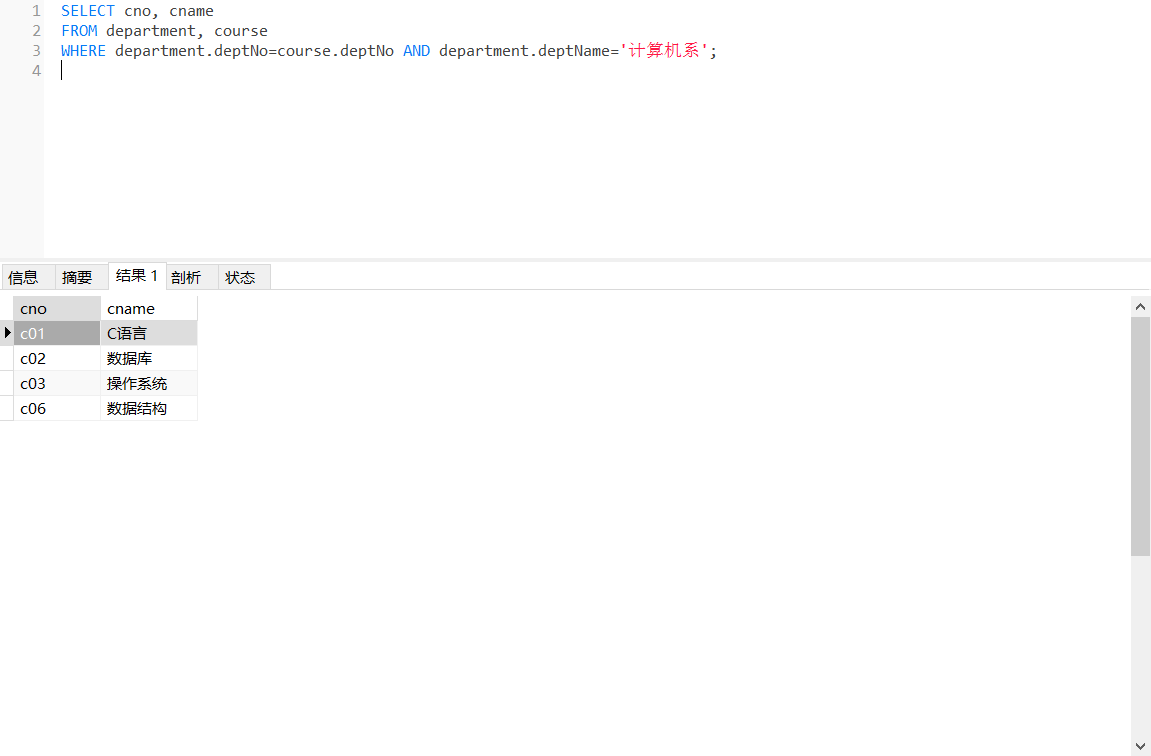 1 SELECT cno, cname
2 FROM department, course
3 WHERE department.deptNo=course.deptNo AND department.deptName='计算机系';
4
信息 摘要 结果 1 剖析 状态
cno cname
c01 C语言
c02 数据库
c03 操作系统
c06 数据结构